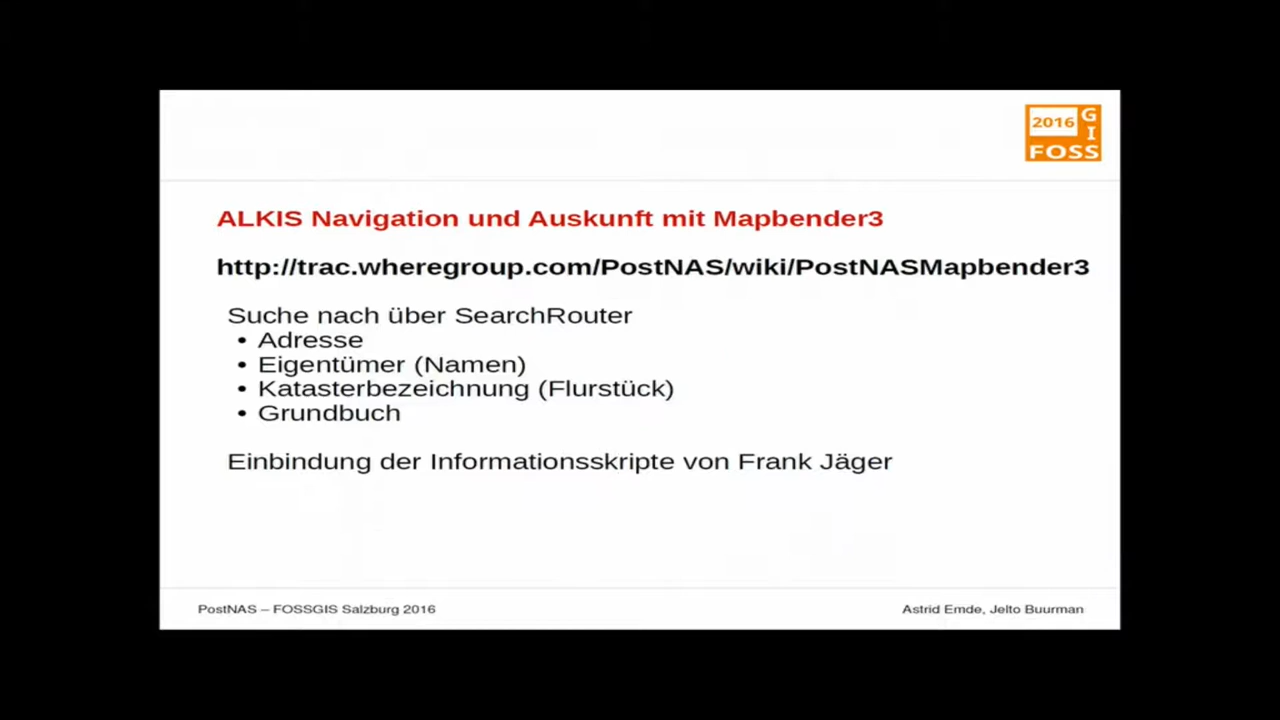 2016
G
I
FOSS
ALKIS Navigation und Auskunft mit Mapbender3
http://trac.wheregroup.com/PostNAS/wiki/PostNASMapbender3
Suche nach über SearchRouter
• Adresse
• Eigentümer (Namen)
• Katasterbezeichnung (Flurstück)
• Grundbuch
Einbindung der Informationsskripte von Frank Jäger
PostNAS – FOSSGIS Salzburg 2016
Astrid Emde, Jelto Buurman